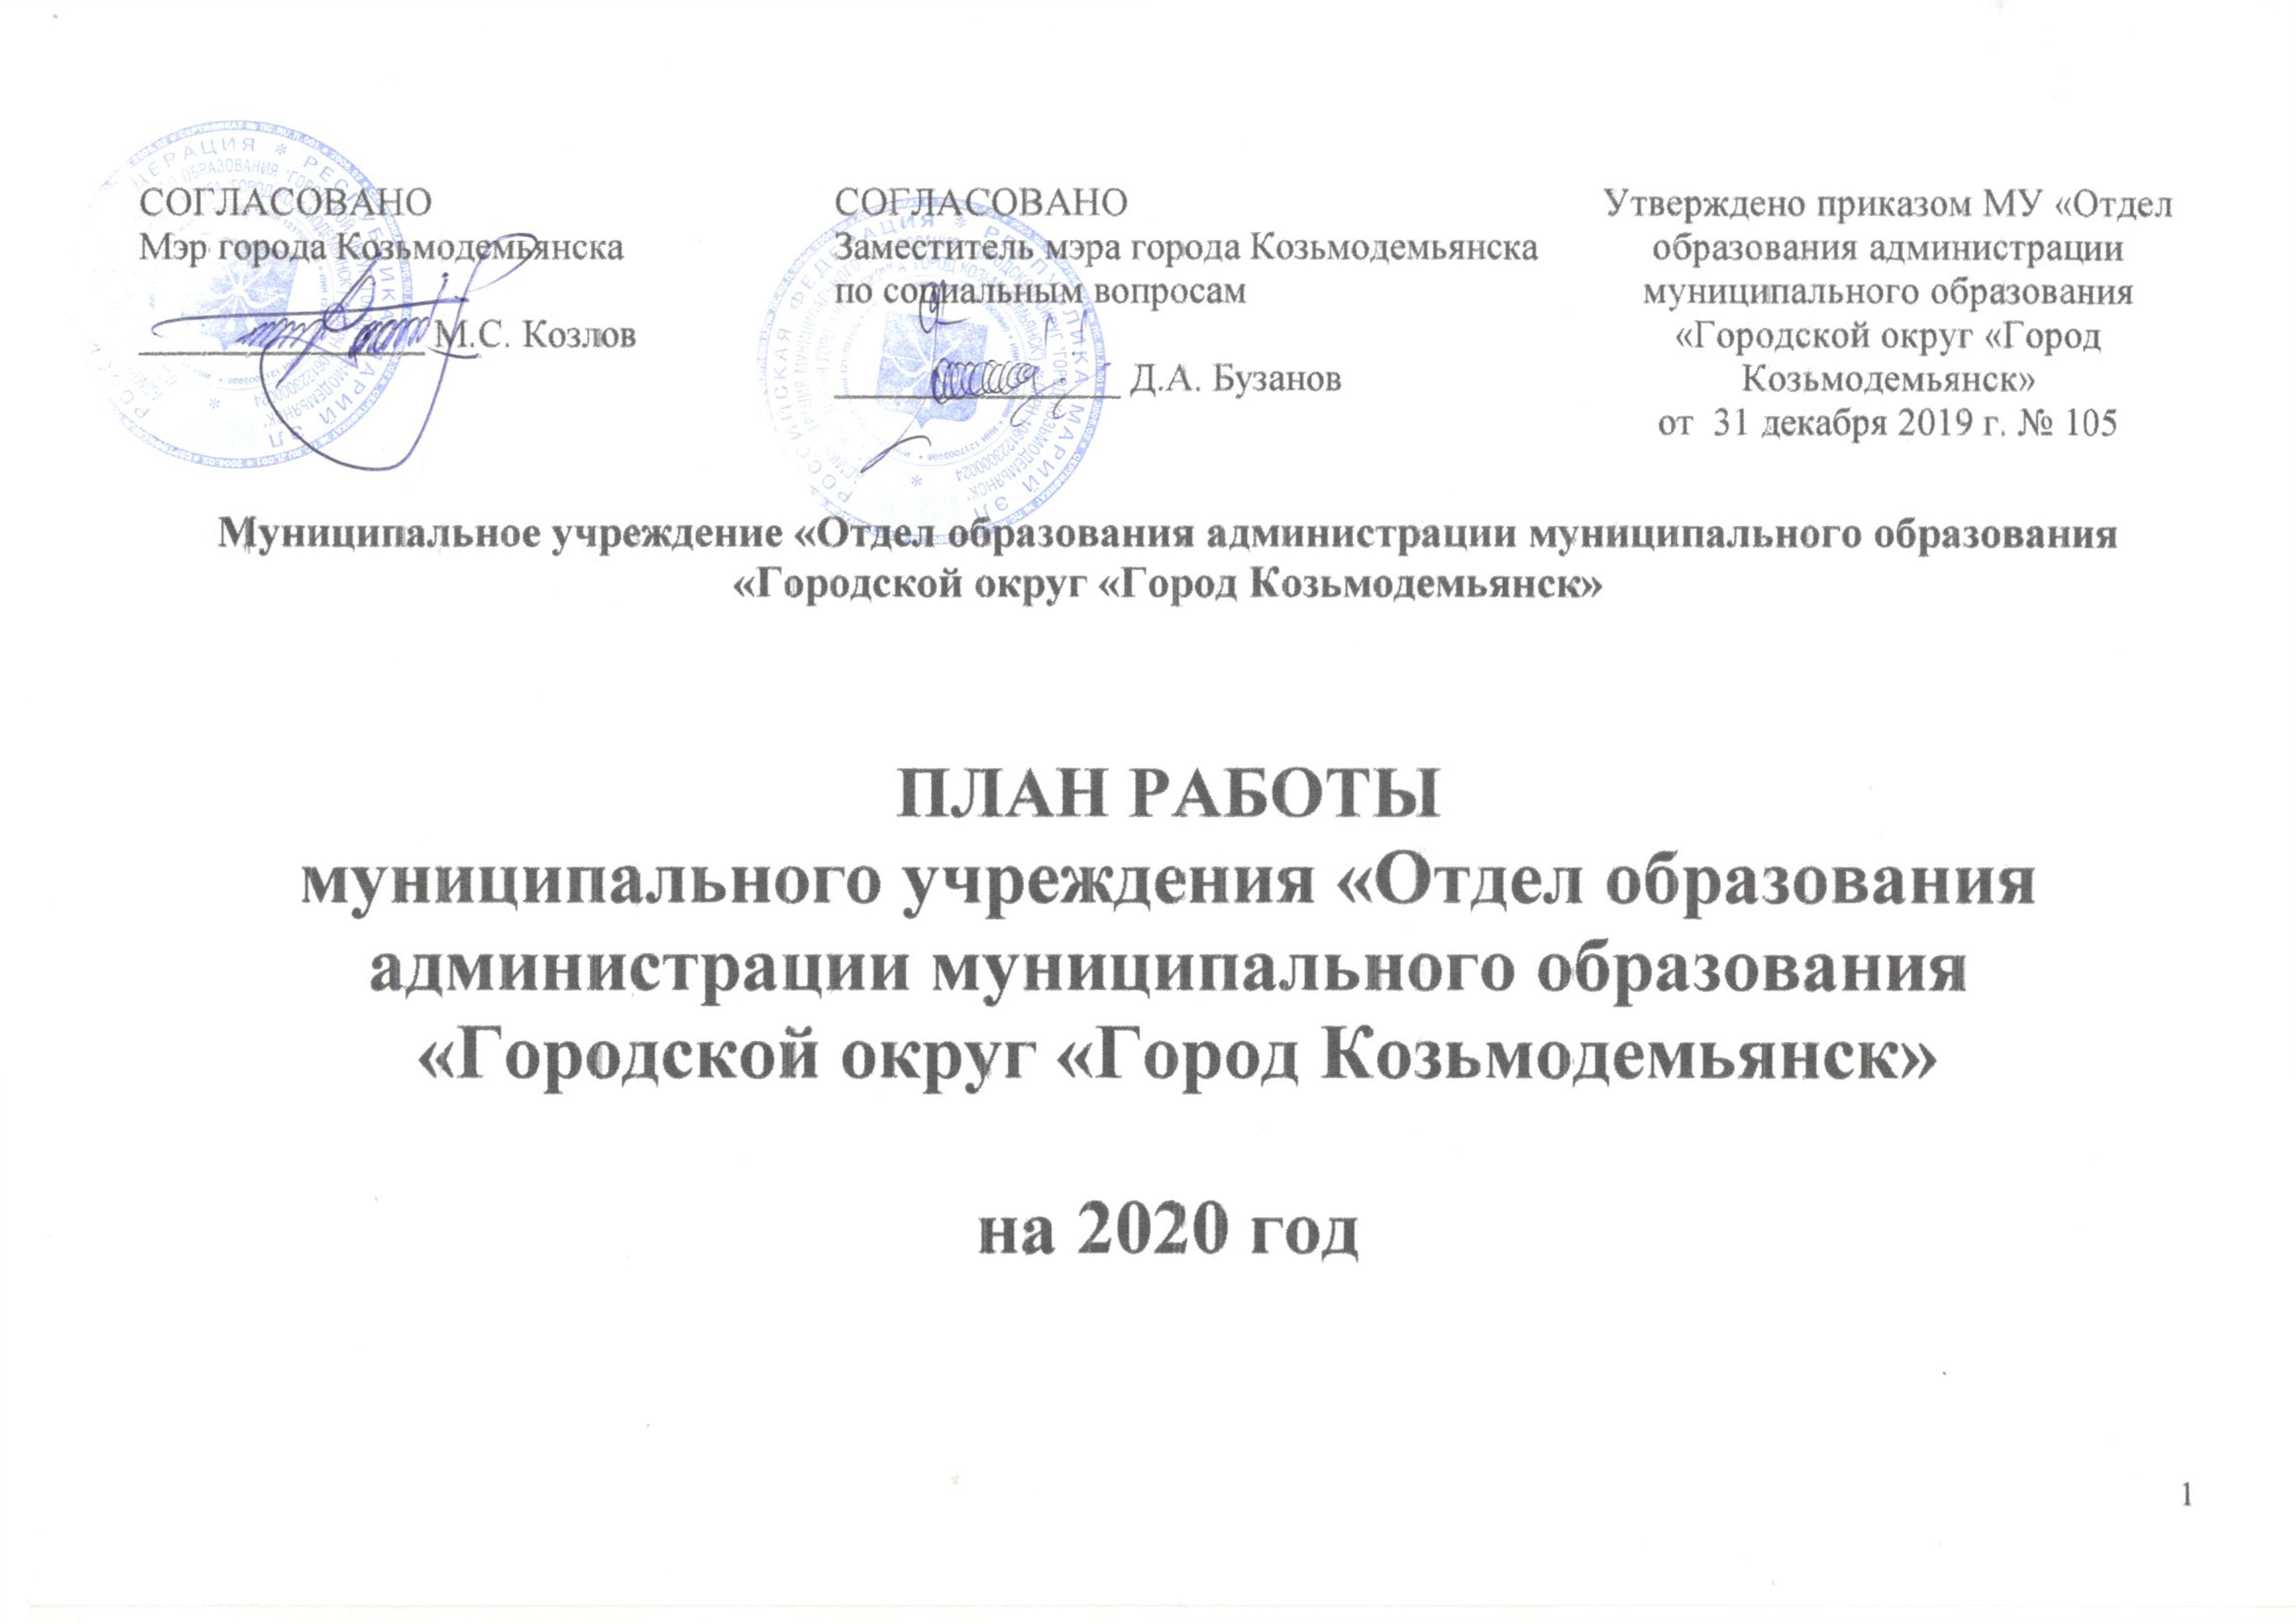 СОГЛАСОВАНО
Мэр города Козьмодемьянска
М.С. Козлов
СОГЛАСОВАНО
Заместитель мэра города Козьмодемьянска
по социальным вопросам
Д.А. Бузанов
Утверждено приказом МУ «Отдел
образования администрации
муниципального образования
«Городской округ «Город
Козьмодемьянск»
от 31 декабря 2019 г. № 105
Муниципальное учреждение «Отдел образования администрации муниципального образования
«Городской округ «Город Козьмодемьянск»
ПЛАН РАБОТЫ
муниципального учреждения «Отдел образования
администрации муниципального образования
«Городской округ «Город Козьмодемьянск»
на 2020 год
1